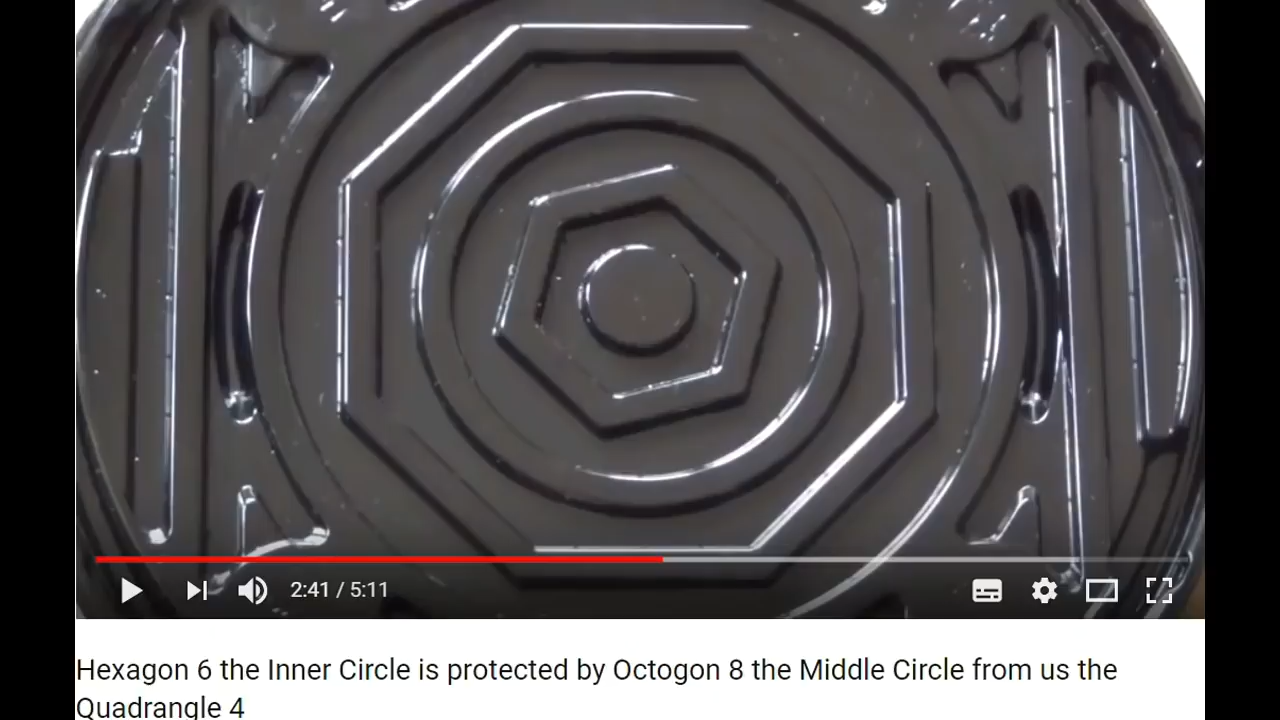 2:41 / 5:11
Hexagon 6 the Inner Circle is protected by Octogon 8 the Middle Circle from us the
Quadrangle 4